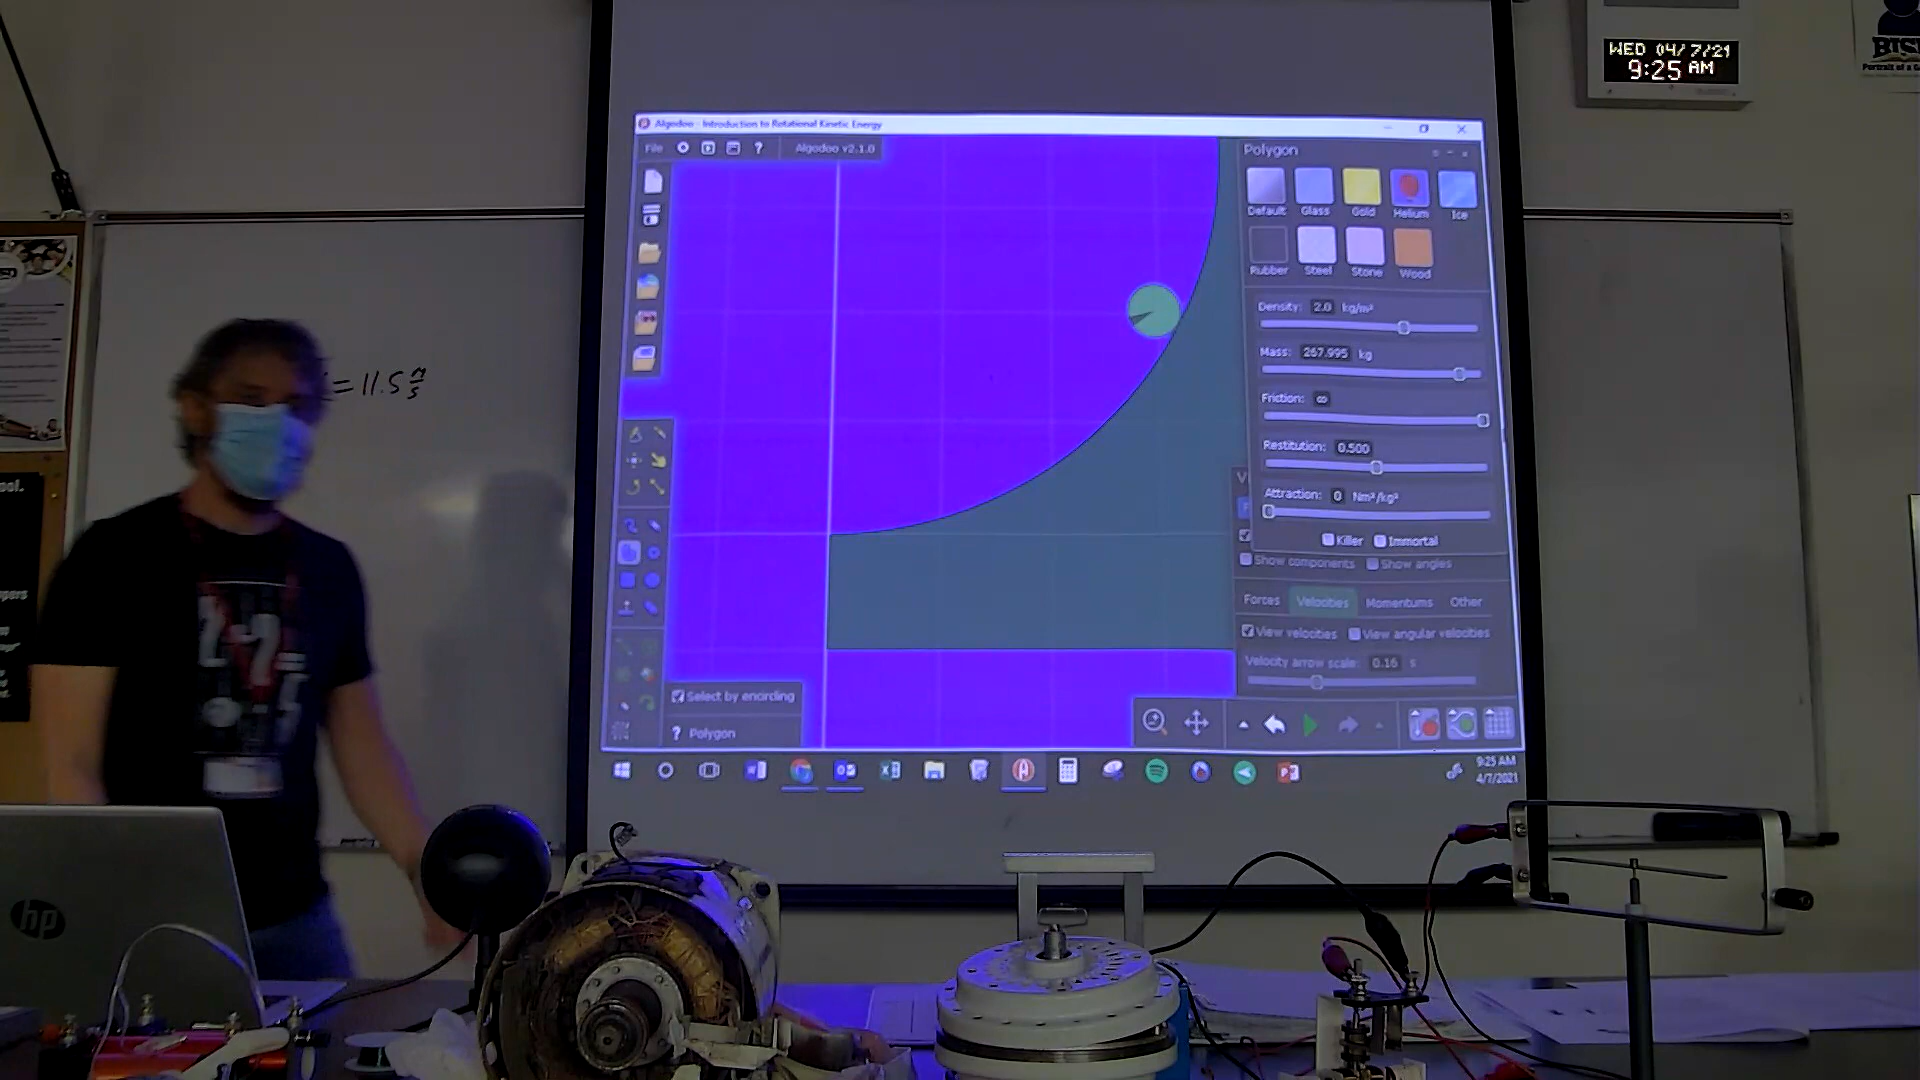 WED 04/7/21
9:25 AM
BISD
Portrait of a G
Algodoo - Introduction to Rotational Kinetic Energy
File
?
Algodoo v2.1.0
Polygon
Default
Glass
Gold
Helium
Ice
Rubber
Steel
Stone
Wood
Density: 2.0 kg/m²
Mass: 267.995 kg
Friction: ∞
Restitution: 0.500
Attraction: 0 Nm²/kg²
Killer
Immortal
Show components
Show angles
Forces
Velocities
Momentums
Other
View velocities
View angular velocities
Velocity arrow scale: 0.16 s
Select by encircling
? Polygon
9:25 AM
4/7/2021
= 11.5 m/s
hp